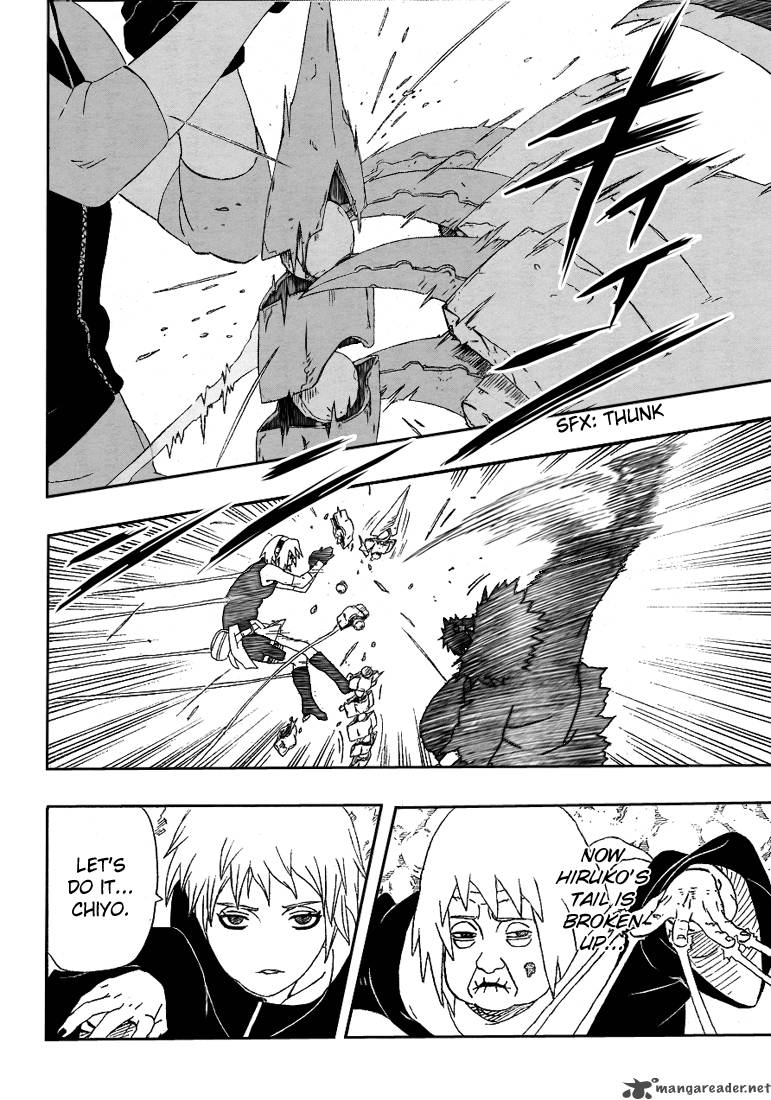 SFX: THUNK
NOW
HIRUKO'S
TAIL IS
BROKEN
UP...
LET'S
DO IT...
CHIYO.
mangareader.net